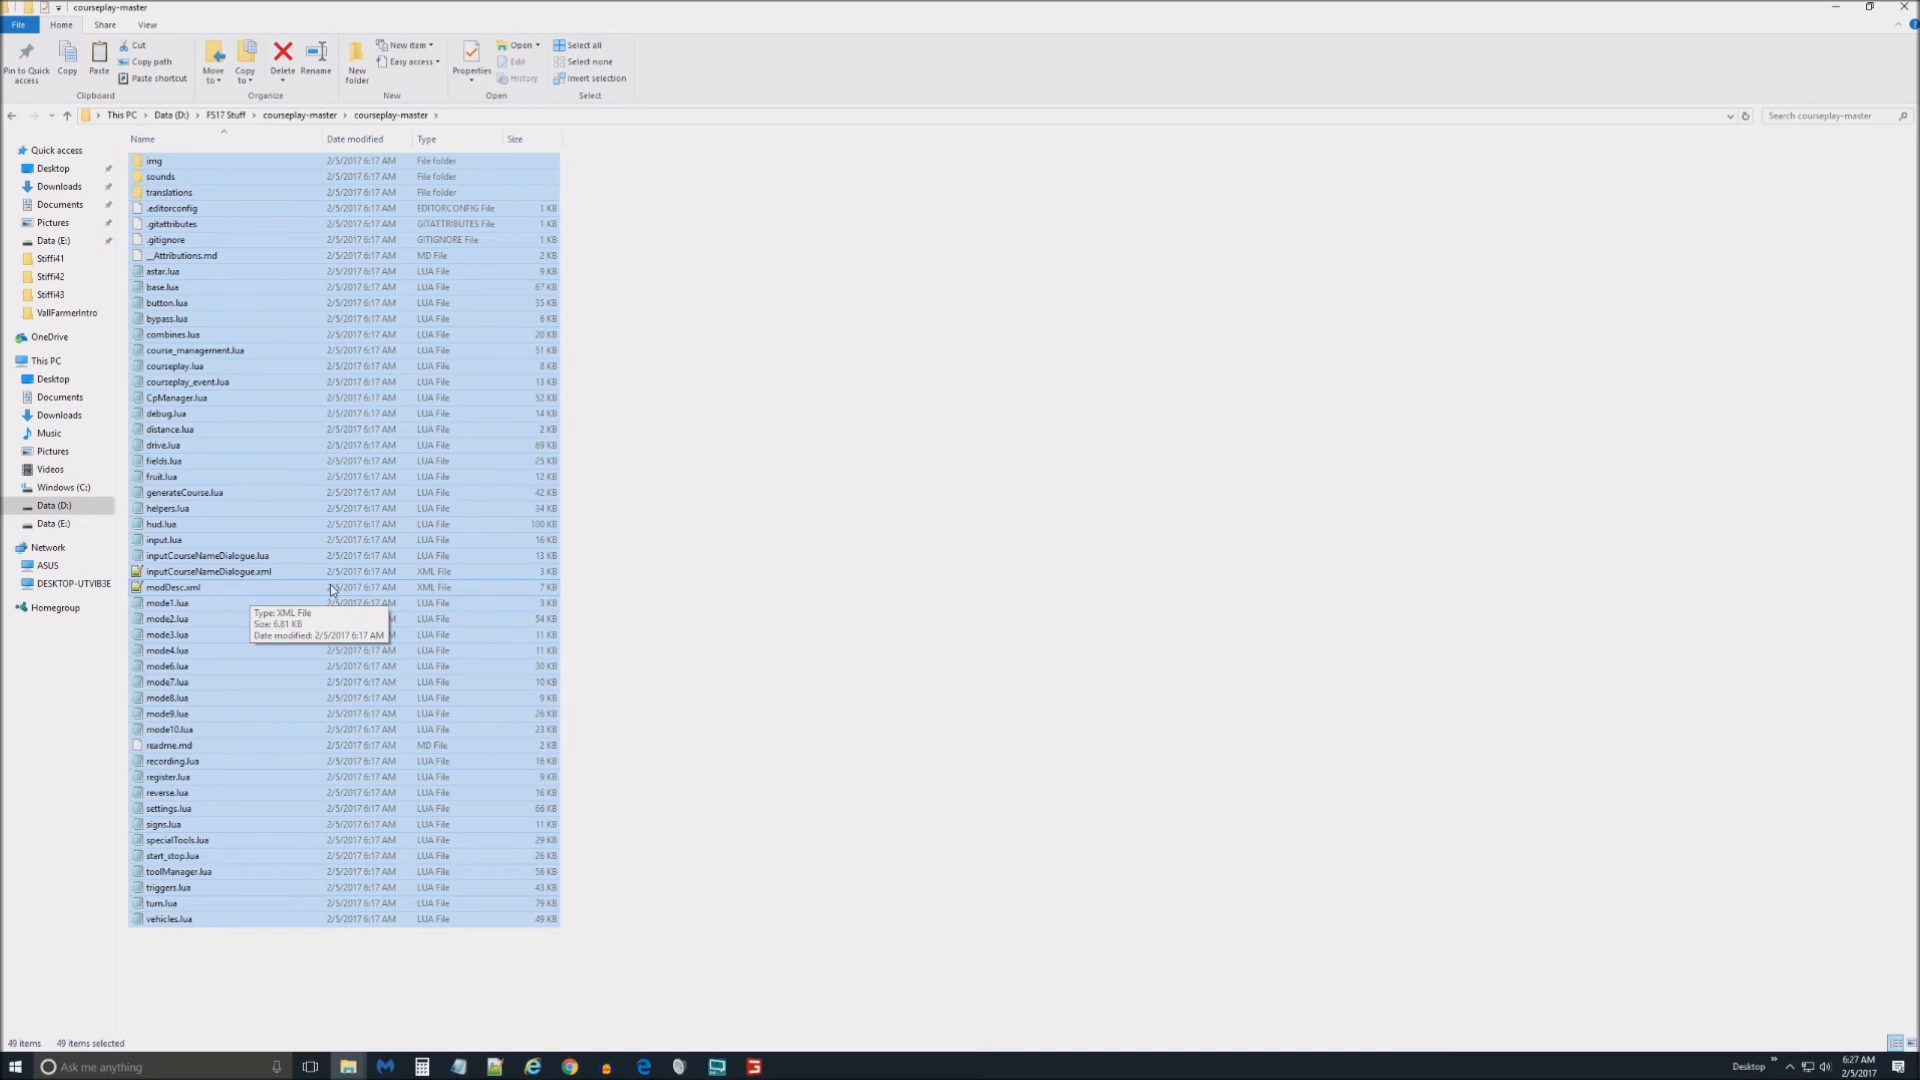 courseplay-master
File Home Share View
Pin to Quick access
Copy
Paste
Cut
Copy path
Paste shortcut
Clipboard
Move to
Copy to
Delete
Rename
Organize
New folder
New item
Easy access
New
Properties
Open
Edit
History
Open
Select all
Select none
Invert selection
Select
This PC > Data (D:) > FS17 Stuff > courseplay-master > courseplay-master >
Search courseplay-master
Name Date modified Type Size
Quick access
Desktop
Downloads
Documents
Pictures
Data (E:)
Stiffi41
Stiffi42
Stiffi43
VallFarmerIntro
OneDrive
This PC
Desktop
Documents
Downloads
Music
Pictures
Videos
Windows (C:)
Data (D:)
Data (E:)
Network
ASUS
DESKTOP-UTVIB3E
Homegroup
img 2/5/2017 6:17 AM File folder
sounds 2/5/2017 6:17 AM File folder
translations 2/5/2017 6:17 AM File folder
.editorconfig 2/5/2017 6:17 AM EDITORCONFIG File 1 KB
.gitattributes 2/5/2017 6:17 AM GITATTRIBUTES File 1 KB
.gitignore 2/5/2017 6:17 AM GITIGNORE File 1 KB
__Attributions.md 2/5/2017 6:17 AM MD File 2 KB
astar.lua 2/5/2017 6:17 AM LUA File 9 KB
base.lua 2/5/2017 6:17 AM LUA File 67 KB
button.lua 2/5/2017 6:17 AM LUA File 35 KB
bypass.lua 2/5/2017 6:17 AM LUA File 6 KB
combines.lua 2/5/2017 6:17 AM LUA File 20 KB
course_management.lua 2/5/2017 6:17 AM LUA File 51 KB
courseplay.lua 2/5/2017 6:17 AM LUA File 8 KB
courseplay_event.lua 2/5/2017 6:17 AM LUA File 13 KB
CpManager.lua 2/5/2017 6:17 AM LUA File 52 KB
debug.lua 2/5/2017 6:17 AM LUA File 14 KB
distance.lua 2/5/2017 6:17 AM LUA File 2 KB
drive.lua 2/5/2017 6:17 AM LUA File 69 KB
fields.lua 2/5/2017 6:17 AM LUA File 25 KB
fruit.lua 2/5/2017 6:17 AM LUA File 12 KB
generateCourse.lua 2/5/2017 6:17 AM LUA File 42 KB
helpers.lua 2/5/2017 6:17 AM LUA File 34 KB
hud.lua 2/5/2017 6:17 AM LUA File 100 KB
input.lua 2/5/2017 6:17 AM LUA File 16 KB
inputCourseNameDialogue.lua 2/5/2017 6:17 AM LUA File 13 KB
inputCourseNameDialogue.xml 2/5/2017 6:17 AM XML File 3 KB
modDesc.xml /2017 6:17 AM XML File 7 KB
mode1.lua 2/5/2017 6:17 AM LUA File 3 KB
mode2.lua LUA File 54 KB
mode3.lua LUA File 11 KB
Type: XML File
Size: 6.81 KB
Date modified: 2/5/2017 6:17 AM
mode4.lua 2/5/2017 6:17 AM LUA File 11 KB
mode6.lua 2/5/2017 6:17 AM LUA File 30 KB
mode7.lua 2/5/2017 6:17 AM LUA File 10 KB
mode8.lua 2/5/2017 6:17 AM LUA File 9 KB
mode9.lua 2/5/2017 6:17 AM LUA File 26 KB
mode10.lua 2/5/2017 6:17 AM LUA File 23 KB
readme.md 2/5/2017 6:17 AM MD File 2 KB
recording.lua 2/5/2017 6:17 AM LUA File 16 KB
register.lua 2/5/2017 6:17 AM LUA File 9 KB
reverse.lua 2/5/2017 6:17 AM LUA File 16 KB
settings.lua 2/5/2017 6:17 AM LUA File 66 KB
signs.lua 2/5/2017 6:17 AM LUA File 11 KB
specialTools.lua 2/5/2017 6:17 AM LUA File 29 KB
start_stop.lua 2/5/2017 6:17 AM LUA File 26 KB
toolManager.lua 2/5/2017 6:17 AM LUA File 56 KB
triggers.lua 2/5/2017 6:17 AM LUA File 43 KB
turn.lua 2/5/2017 6:17 AM LUA File 79 KB
vehicles.lua 2/5/2017 6:17 AM LUA File 49 KB
49 items 49 items selected
Ask me anything
Desktop
6:27 AM
2/5/2017